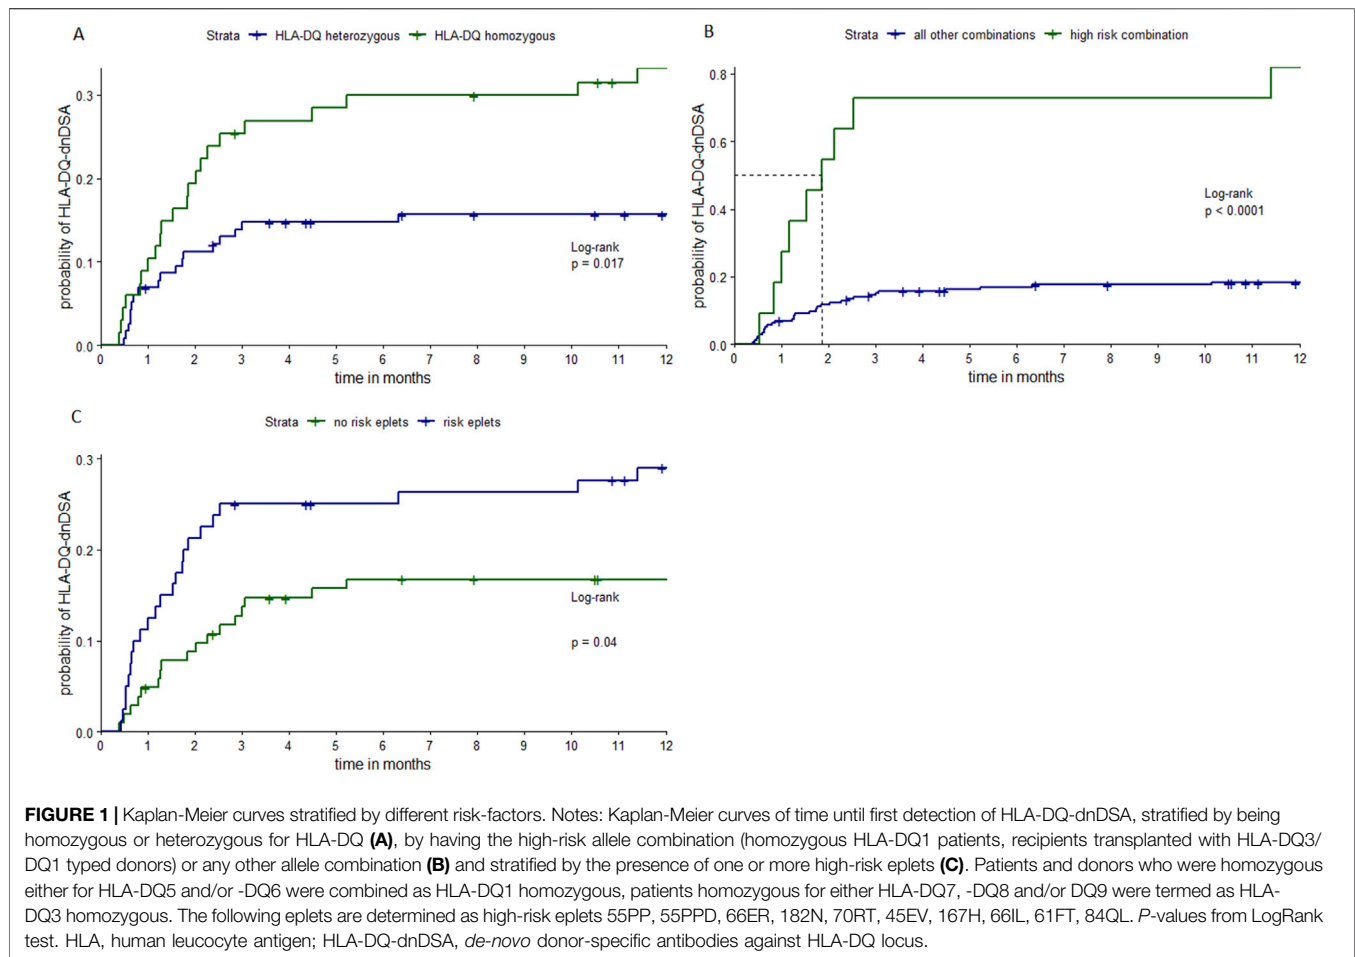 A
Strata HLA-DQ heterozygous HLA-DQ homozygous
probability of HLA-DQ-dnDSA
0.3
0.2
0.1
0.0
Log-rank
p = 0.017
0 1 2 3 4 5 6 7 8 9 10 11 12
time in months
B
Strata all other combinations high risk combination
probability of HLA-DQ-dnDSA
0.8
0.6
0.4
0.2
0.0
Log-rank
p < 0.0001
0 1 2 3 4 5 6 7 8 9 10 11 12
time in months
C
Strata no risk eplets risk eplets
probability of HLA-DQ-dnDSA
0.3
0.2
0.1
0.0
Log-rank
p = 0.04
0 1 2 3 4 5 6 7 8 9 10 11 12
time in months
FIGURE 1 | Kaplan-Meier curves stratified by different risk-factors. Notes: Kaplan-Meier curves of time until first detection of HLA-DQ-dnDSA, stratified by being
homozygous or heterozygous for HLA-DQ (A), by having the high-risk allele combination (homozygous HLA-DQ1 patients, recipients transplanted with HLA-DQ3/
DQ1 typed donors) or any other allele combination (B) and stratified by the presence of one or more high-risk eplets (C). Patients and donors who were homozygous
either for HLA-DQ5 and/or -DQ6 were combined as HLA-DQ1 homozygous, patients homozygous for either HLA-DQ7, -DQ8 and/or DQ9 were termed as HLA-
DQ3 homozygous. The following eplets are determined as high-risk eplets 55PP, 55PPD, 66ER, 182N, 70RT, 45EV, 167H, 66IL, 61FT, 84QL. P-values from LogRank
test. HLA, human leucocyte antigen; HLA-DQ-dnDSA, de-novo donor-specific antibodies against HLA-DQ locus.